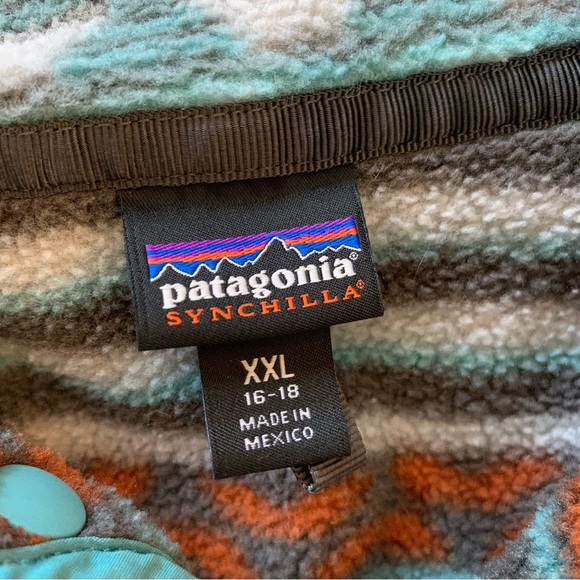 patagonia®
SYNCHILLA®
XXL
16-18
MADE IN
MEXICO